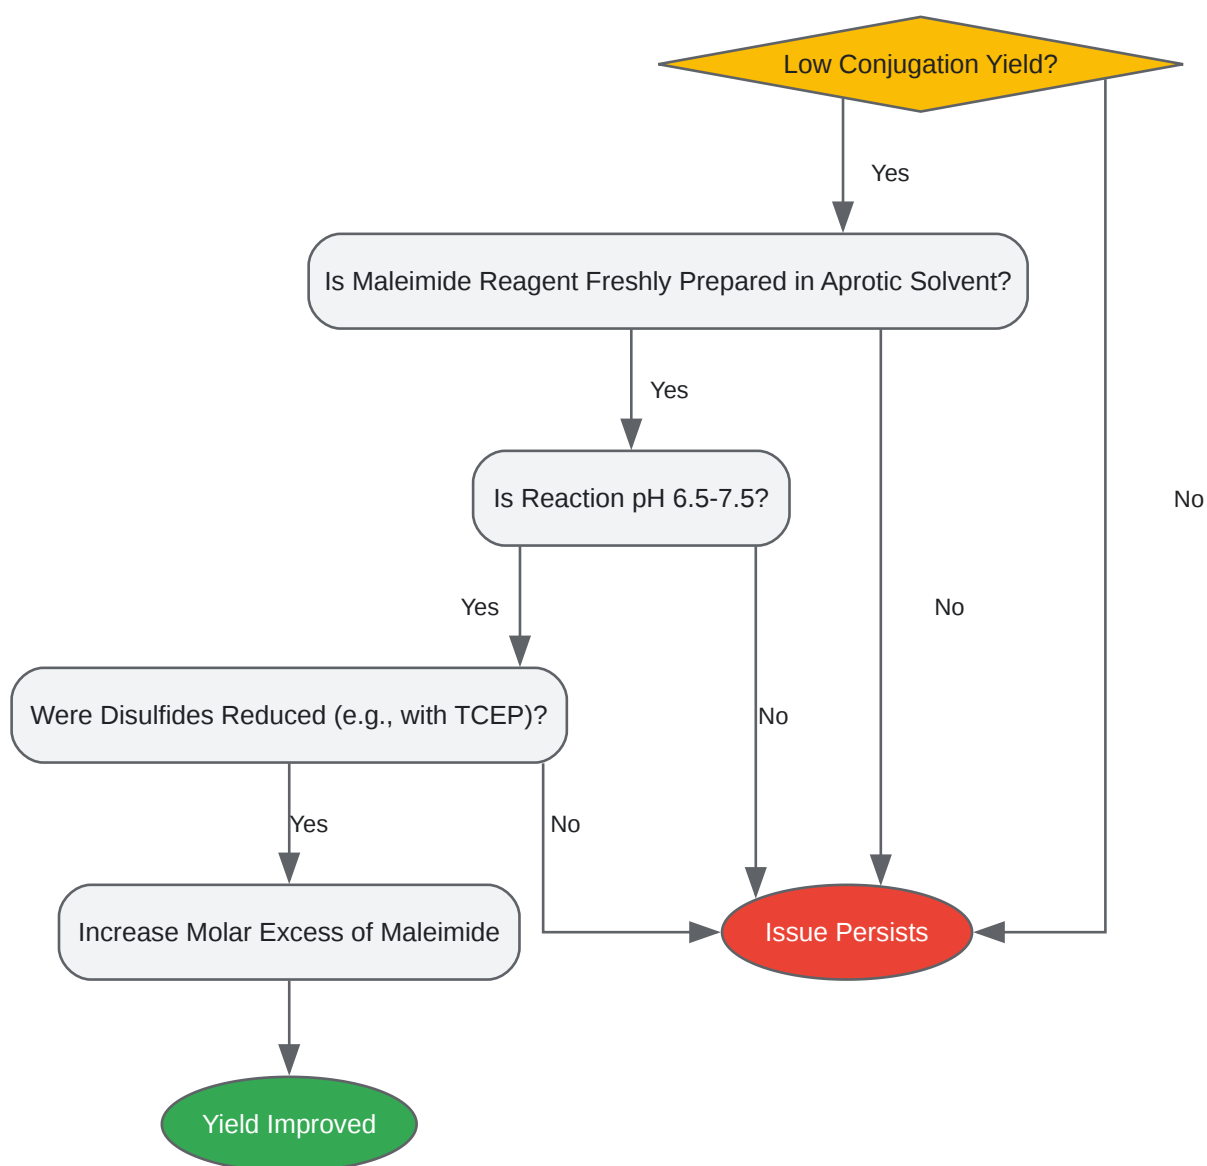 Low Conjugation Yield?
Yes
Is Maleimide Reagent Freshly Prepared in Aprotic Solvent?
Yes
Is Reaction pH 6.5-7.5?
No
Yes
No
Were Disulfides Reduced (e.g., with TCEP)?
No
Yes
No
Increase Molar Excess of Maleimide
Issue Persists
Yield Improved